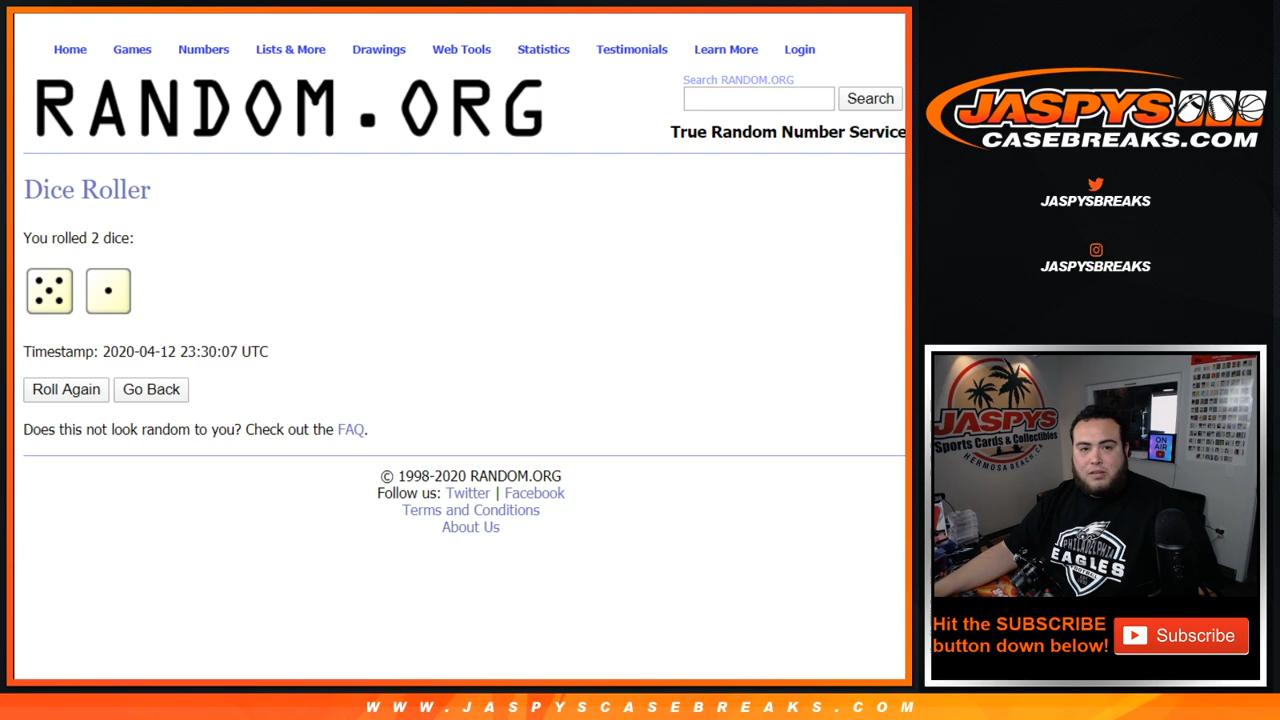 Home Games Numbers Lists & More Drawings Web Tools Statistics Testimonials Learn More Login
RANDOM.ORG
Search RANDOM.ORG
Search
True Random Number Service
Dice Roller
You rolled 2 dice:
Timestamp: 2020-04-12 23:30:07 UTC
Roll Again Go Back
Does this not look random to you? Check out the FAQ.
© 1998-2020 RANDOM.ORG
Follow us: Twitter | Facebook
Terms and Conditions
About Us
JASPYS
CASEBREAKS.COM
JASPYSBREAKS
JASPYSBREAKS
JASPYS
Sports Cards & Collectibles
HERMOSA BEACH, CA
ON AIR
PHILADELPHIA
EAGLES
FOOTBALL
Hit the SUBSCRIBE
button down below!
Subscribe
WWW.JASPYSCASEBREAKS.COM